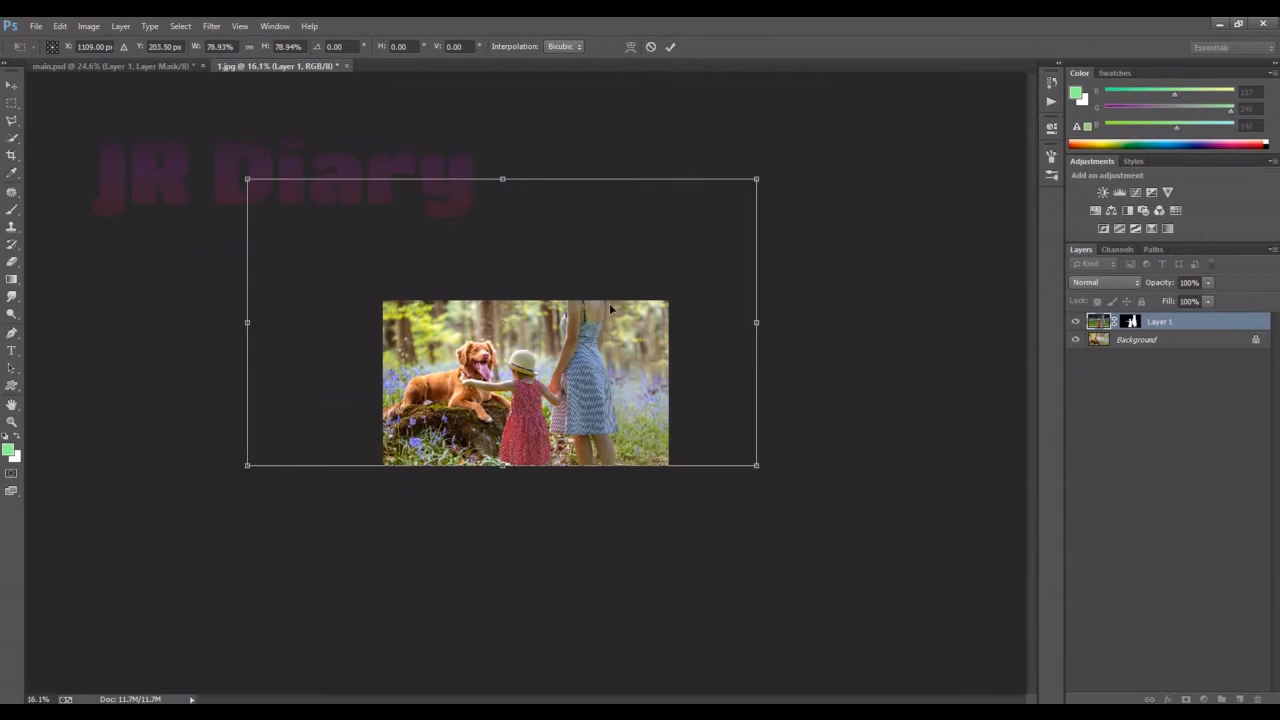 Ps File Edit Image Layer Type Select Filter View Window Help
X: 1109.00 px Y: 203.50 px W: 78.93% H: 78.94% 0.00 ° H: 0.00 ° V: 0.00 ° Interpolation: Bicubic
Essentials
main.psd @ 24.6% (Layer 1, Layer Mask/8) * × 1.jpg @ 16.1% (Layer 1, RGB/8) * ×
JR Diary
Color Swatches
R 137
G 249
B
Adjustments Styles
Add an adjustment
Layers Channels Paths
Kind
Normal Opacity: 100%
Lock: Fill: 100%
Layer 1
Background
16.1% Doc: 11.7M/11.7M